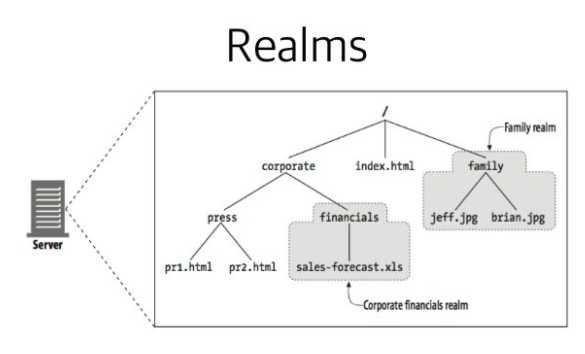 Realms
/
Family realm
corporate index.html family
press financials jeff.jpg brian.jpg
Server
pr1.html pr2.html sales-forecast.xls
Corporate financials realm